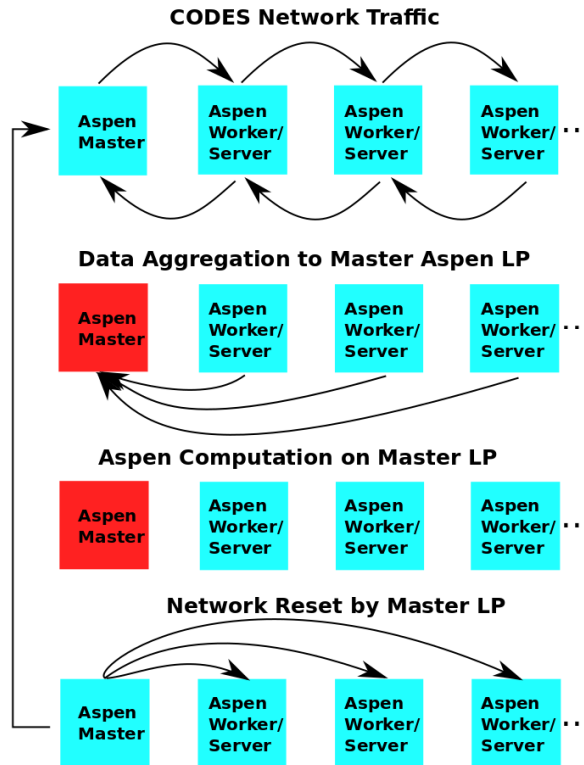 CODES Network Traffic
Aspen Master
Aspen Worker/ Server
Aspen Worker/ Server
Aspen Worker/ Server
..
Data Aggregation to Master Aspen LP
Aspen Master
Aspen Worker/ Server
Aspen Worker/ Server
Aspen Worker/ Server
..
Aspen Computation on Master LP
Aspen Master
Aspen Worker/ Server
Aspen Worker/ Server
Aspen Worker/ Server
..
Network Reset by Master LP
Aspen Master
Aspen Worker/ Server
Aspen Worker/ Server
Aspen Worker/ Server
..